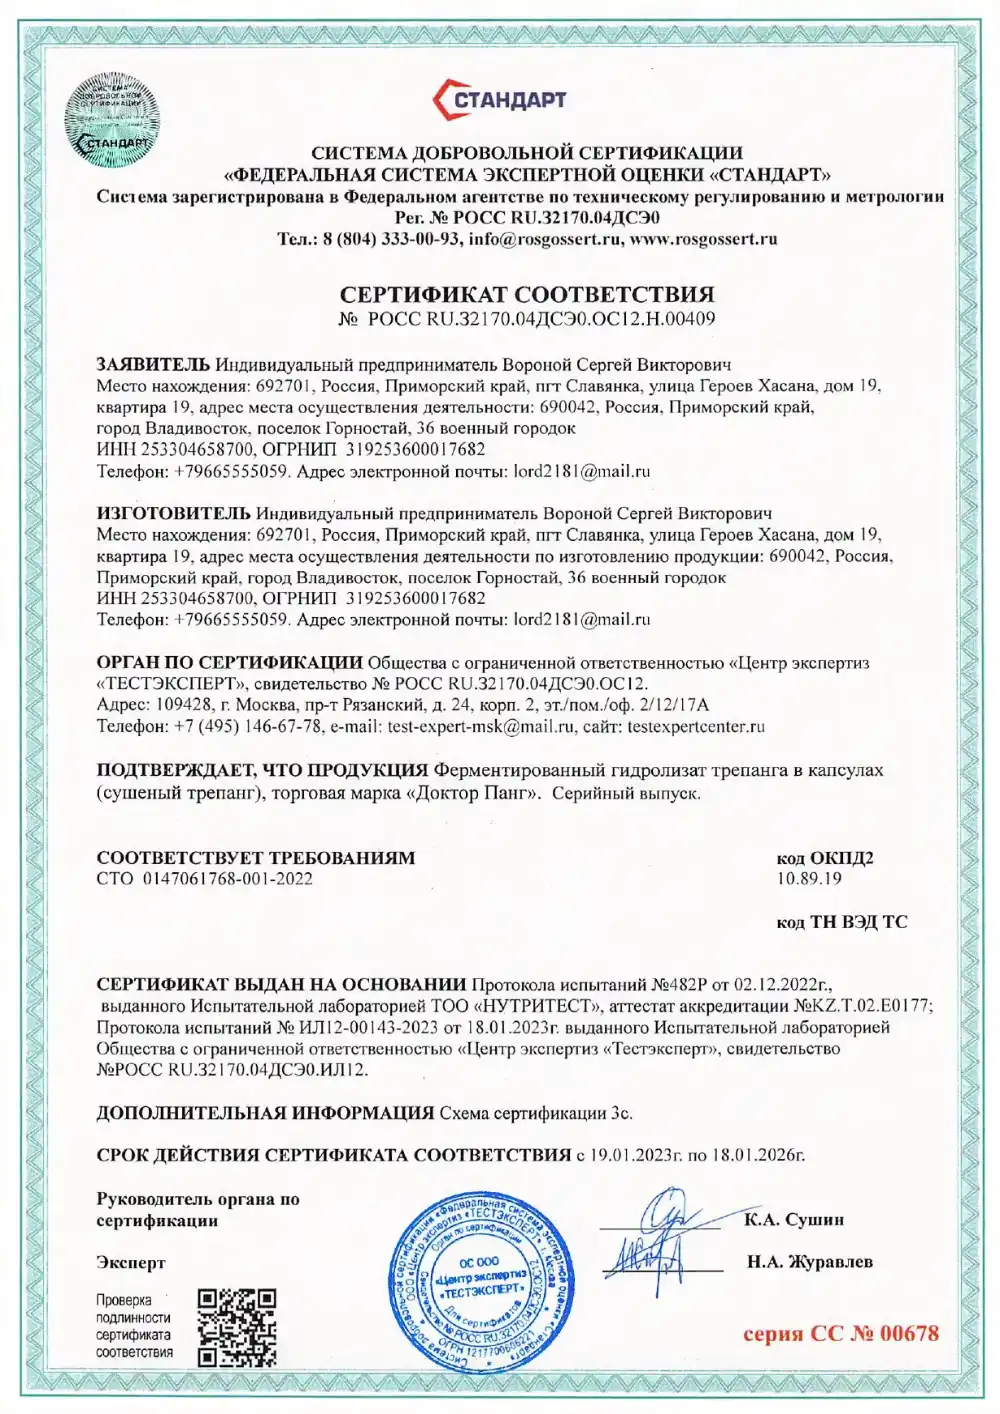 СИСТЕМА
ДОБРОВОЛЬНОЙ
СЕРТИФИКАЦИИ
СТАНДАРТ
СТАНДАРТ
СИСТЕМА ДОБРОВОЛЬНОЙ СЕРТИФИКАЦИИ
«ФЕДЕРАЛЬНАЯ СИСТЕМА ЭКСПЕРТНОЙ ОЦЕНКИ «СТАНДАРТ»
Система зарегистрирована в Федеральном агентстве по техническому регулированию и метрологии
Рег. № РОСС RU.32170.04ДСЭ0
Тел.: 8 (804) 333-00-93, info@rosgossert.ru, www.rosgossert.ru
СЕРТИФИКАТ СООТВЕТСТВИЯ
№ РОСС RU.32170.04ДСЭ0.ОС12.Н.00409
ЗАЯВИТЕЛЬ Индивидуальный предприниматель Вороной Сергей Викторович
Место нахождения: 692701, Россия, Приморский край, пгт Славянка, улица Героев Хасана, дом 19,
квартира 19, адрес места осуществления деятельности: 690042, Россия, Приморский край,
город Владивосток, поселок Горностай, 36 военный городок
ИНН 253304658700, ОГРНИП 319253600017682
Телефон: +79665555059. Адрес электронной почты: lord2181@mail.ru
ИЗГОТОВИТЕЛЬ Индивидуальный предприниматель Вороной Сергей Викторович
Место нахождения: 692701, Россия, Приморский край, пгт Славянка, улица Героев Хасана, дом 19,
квартира 19, адрес места осуществления деятельности по изготовлению продукции: 690042, Россия,
Приморский край, город Владивосток, поселок Горностай, 36 военный городок
ИНН 253304658700, ОГРНИП 319253600017682
Телефон: +79665555059. Адрес электронной почты: lord2181@mail.ru
ОРГАН ПО СЕРТИФИКАЦИИ Общества с ограниченной ответственностью «Центр экспертиз
«ТЕСТЭКСПЕРТ», свидетельство № РОСС RU.32170.04ДСЭ0.ОС12.
Адрес: 109428, г. Москва, пр-т Рязанский, д. 24, корп. 2, эт./пом./оф. 2/12/17А
Телефон: +7 (495) 146-67-78, e-mail: test-expert-msk@mail.ru, сайт: testexpertcenter.ru
ПОДТВЕРЖДАЕТ, ЧТО ПРОДУКЦИЯ Ферментированный гидролизат трепанга в капсулах
(сушеный трепанг), торговая марка «Доктор Панг». Серийный выпуск.
СООТВЕТСТВУЕТ ТРЕБОВАНИЯМ
СТО 0147061768-001-2022
код ОКПД2
10.89.19
код ТН ВЭД ТС
СЕРТИФИКАТ ВЫДАН НА ОСНОВАНИИ Протокола испытаний №482Р от 02.12.2022г.,
выданного Испытательной лабораторией ТОО «НУТРИТЕСТ», аттестат аккредитации №KZ.T.02.E0177;
Протокола испытаний № ИЛ12-00143-2023 от 18.01.2023г. выданного Испытательной лабораторией
Общества с ограниченной ответственностью «Центр экспертиз «Тестэксперт», свидетельство
№РОСС RU.32170.04ДСЭ0.ИЛ12.
ДОПОЛНИТЕЛЬНАЯ ИНФОРМАЦИЯ Схема сертификации 3с.
СРОК ДЕЙСТВИЯ СЕРТИФИКАТА СООТВЕТСТВИЯ с 19.01.2023г. по 18.01.2026г.
Руководитель органа по
сертификации
К.А. Сушин
Эксперт
Н.А. Журавлев
ОС ООО
«Центр экспертиз
«ТЕСТЭКСПЕРТ»
Для сертификатов
Орган по сертификации
ОГРН 1217700606221
Проверка
подлинности
сертификата
соответствия
серия СС № 00678